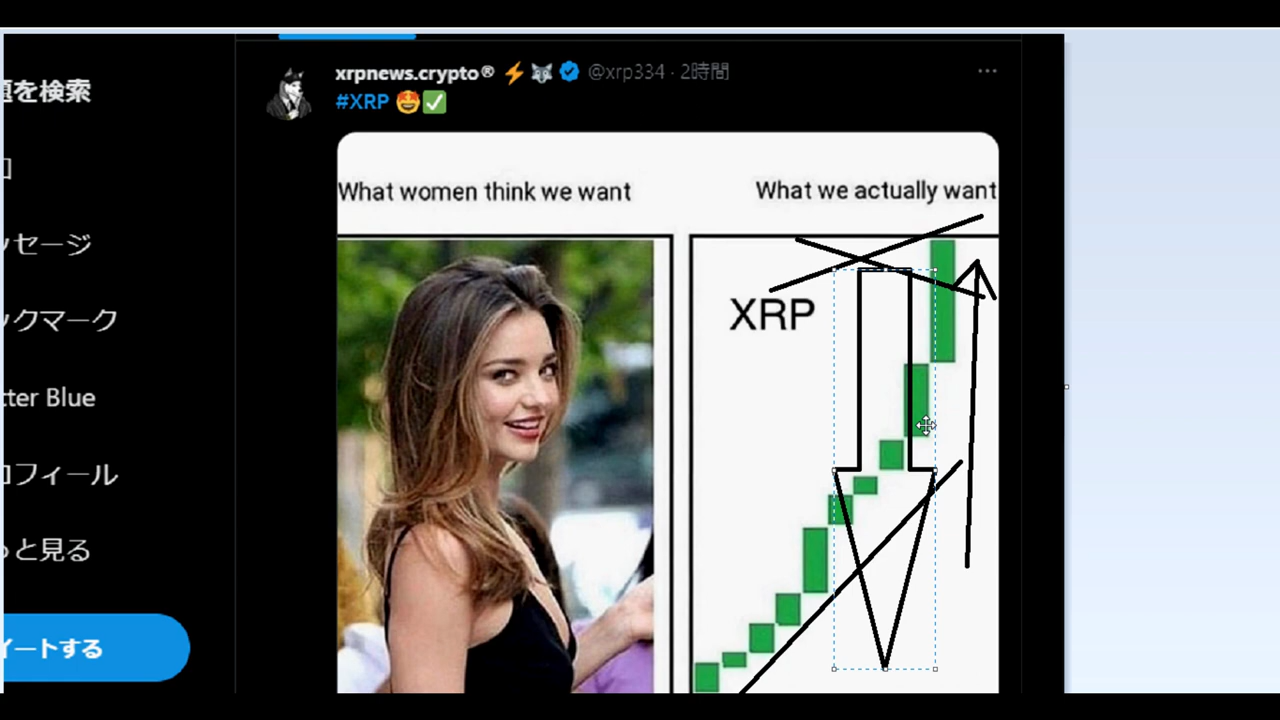 を検索
xrpnews.crypto® ⚡🐺 @xrp334 · 2時間
#XRP 🤩✅
What women think we want
What we actually want
XRP
ッセージ
ックマーク
tter Blue
ロフィール
っと見る
イートする